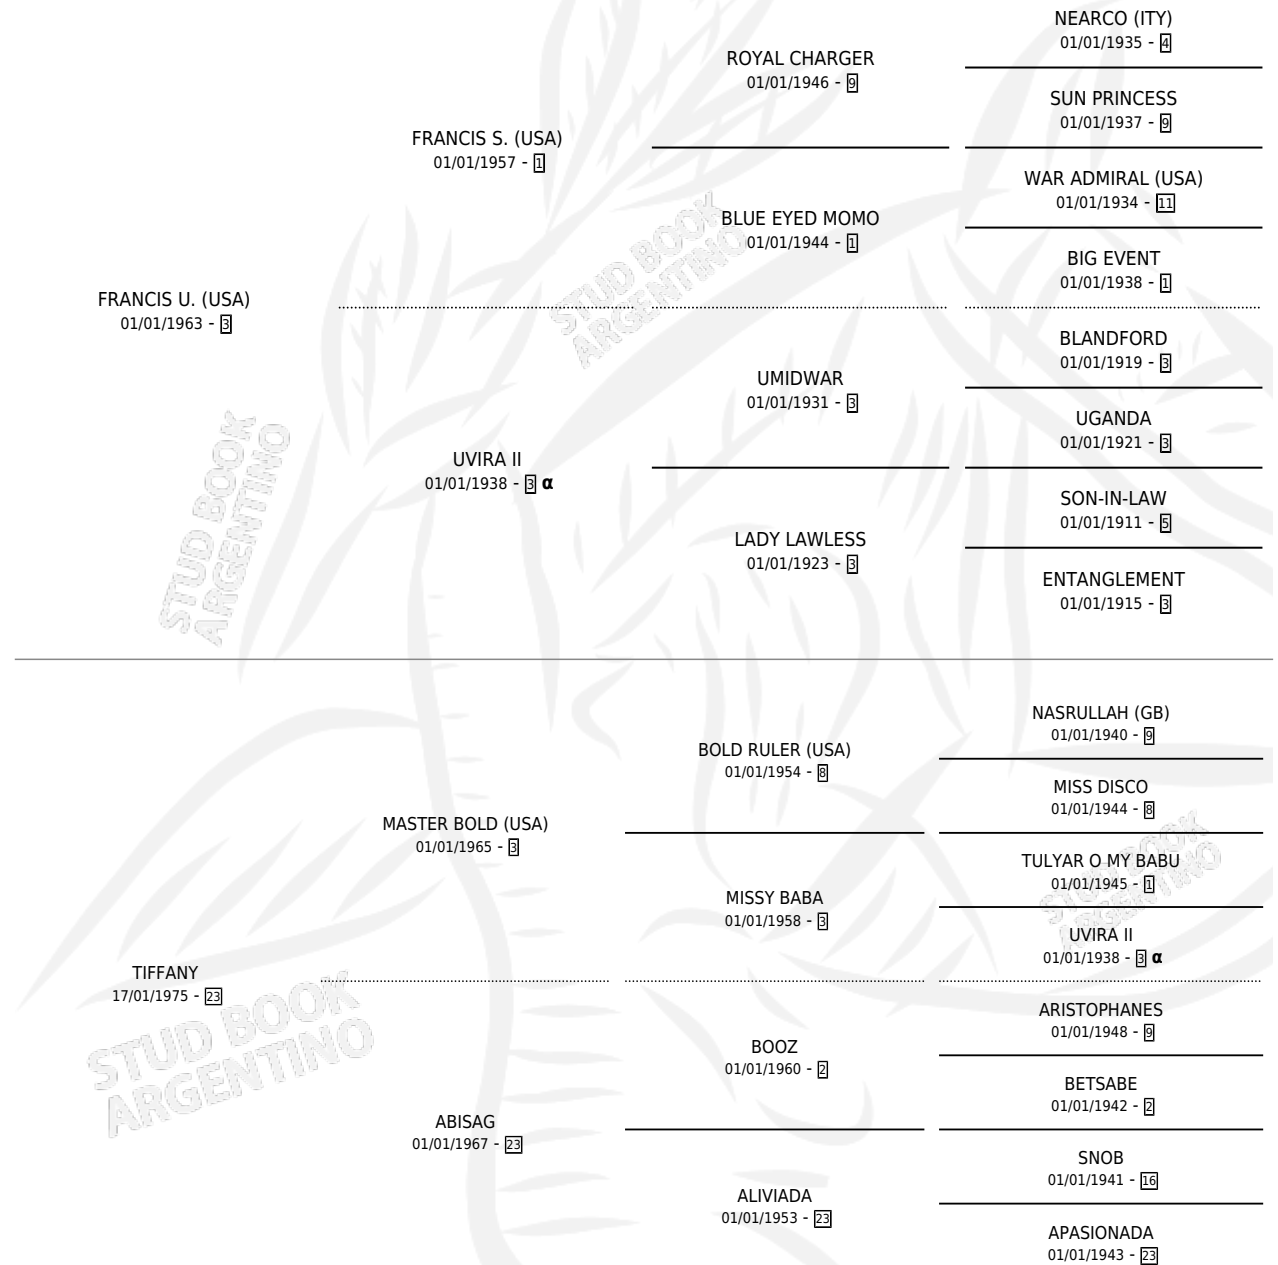 NEARCO (ITY)
01/01/1935 - 4
ROYAL CHARGER
01/01/1946 - 9
SUN PRINCESS
01/01/1937 - 9
FRANCIS S. (USA)
01/01/1957 - 1
WAR ADMIRAL (USA)
01/01/1934 - 11
BLUE EYED MOMO
01/01/1944 - 1
BIG EVENT
01/01/1938 - 1
FRANCIS U. (USA)
01/01/1963 - 3
BLANDFORD
01/01/1919 - 3
UMIDWAR
01/01/1931 - 3
UGANDA
01/01/1921 - 3
UVIRA II
01/01/1938 - 3 α
SON-IN-LAW
01/01/1911 - 5
LADY LAWLESS
01/01/1923 - 3
ENTANGLEMENT
01/01/1915 - 3
NASRULLAH (GB)
01/01/1940 - 9
BOLD RULER (USA)
01/01/1954 - 8
MISS DISCO
01/01/1944 - 8
MASTER BOLD (USA)
01/01/1965 - 3
TULYAR O MY BABU
01/01/1945 - 1
MISSY BABA
01/01/1958 - 3
UVIRA II
01/01/1938 - 3 α
TIFFANY
17/01/1975 - 23
ARISTOPHANES
01/01/1948 - 9
BOOZ
01/01/1960 - 2
BETSABE
01/01/1942 - 2
ABISAG
01/01/1967 - 23
SNOB
01/01/1941 - 16
ALIVIADA
01/01/1953 - 23
APASIONADA
01/01/1943 - 23
STUD BOOK
ARGENTINO
STUD BOOK
ARGENTINO
STUD BOOK
ARGENTINO
STUD BOOK
ARGENTINO